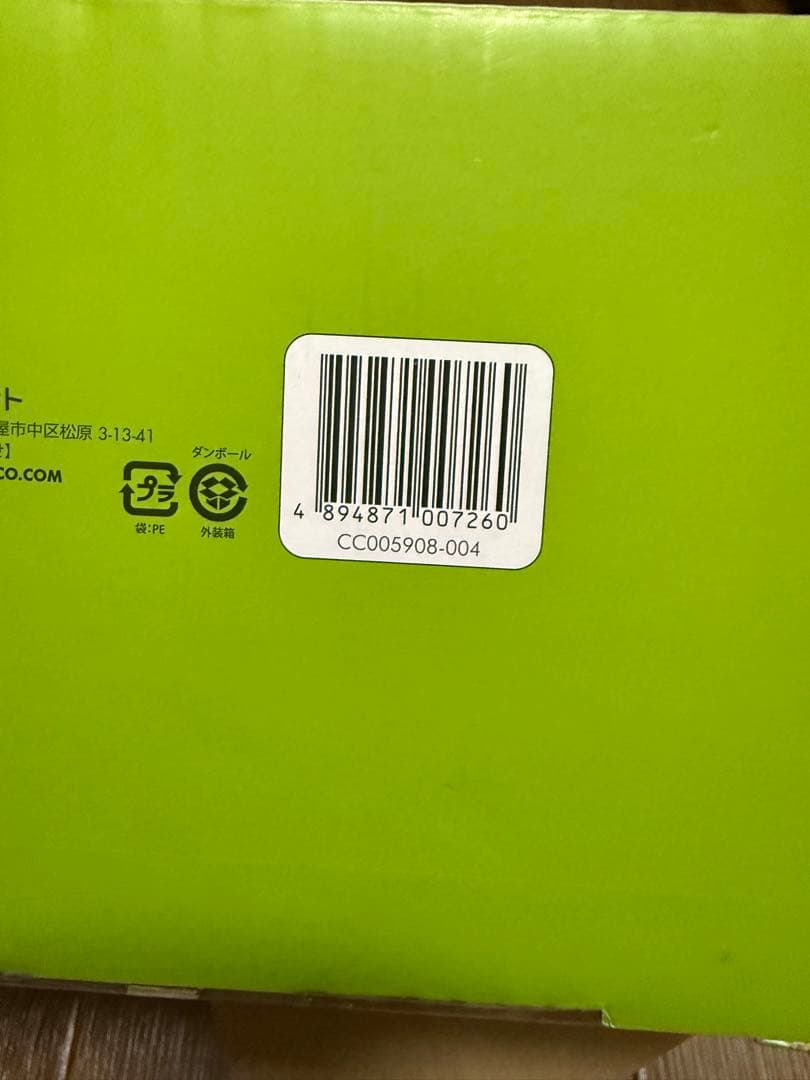 ト
屋市中区松原 3-13-41
】
CO.COM
ダンボール
プラ
袋:PE
外装箱
4 894871 007260
CC005908-004